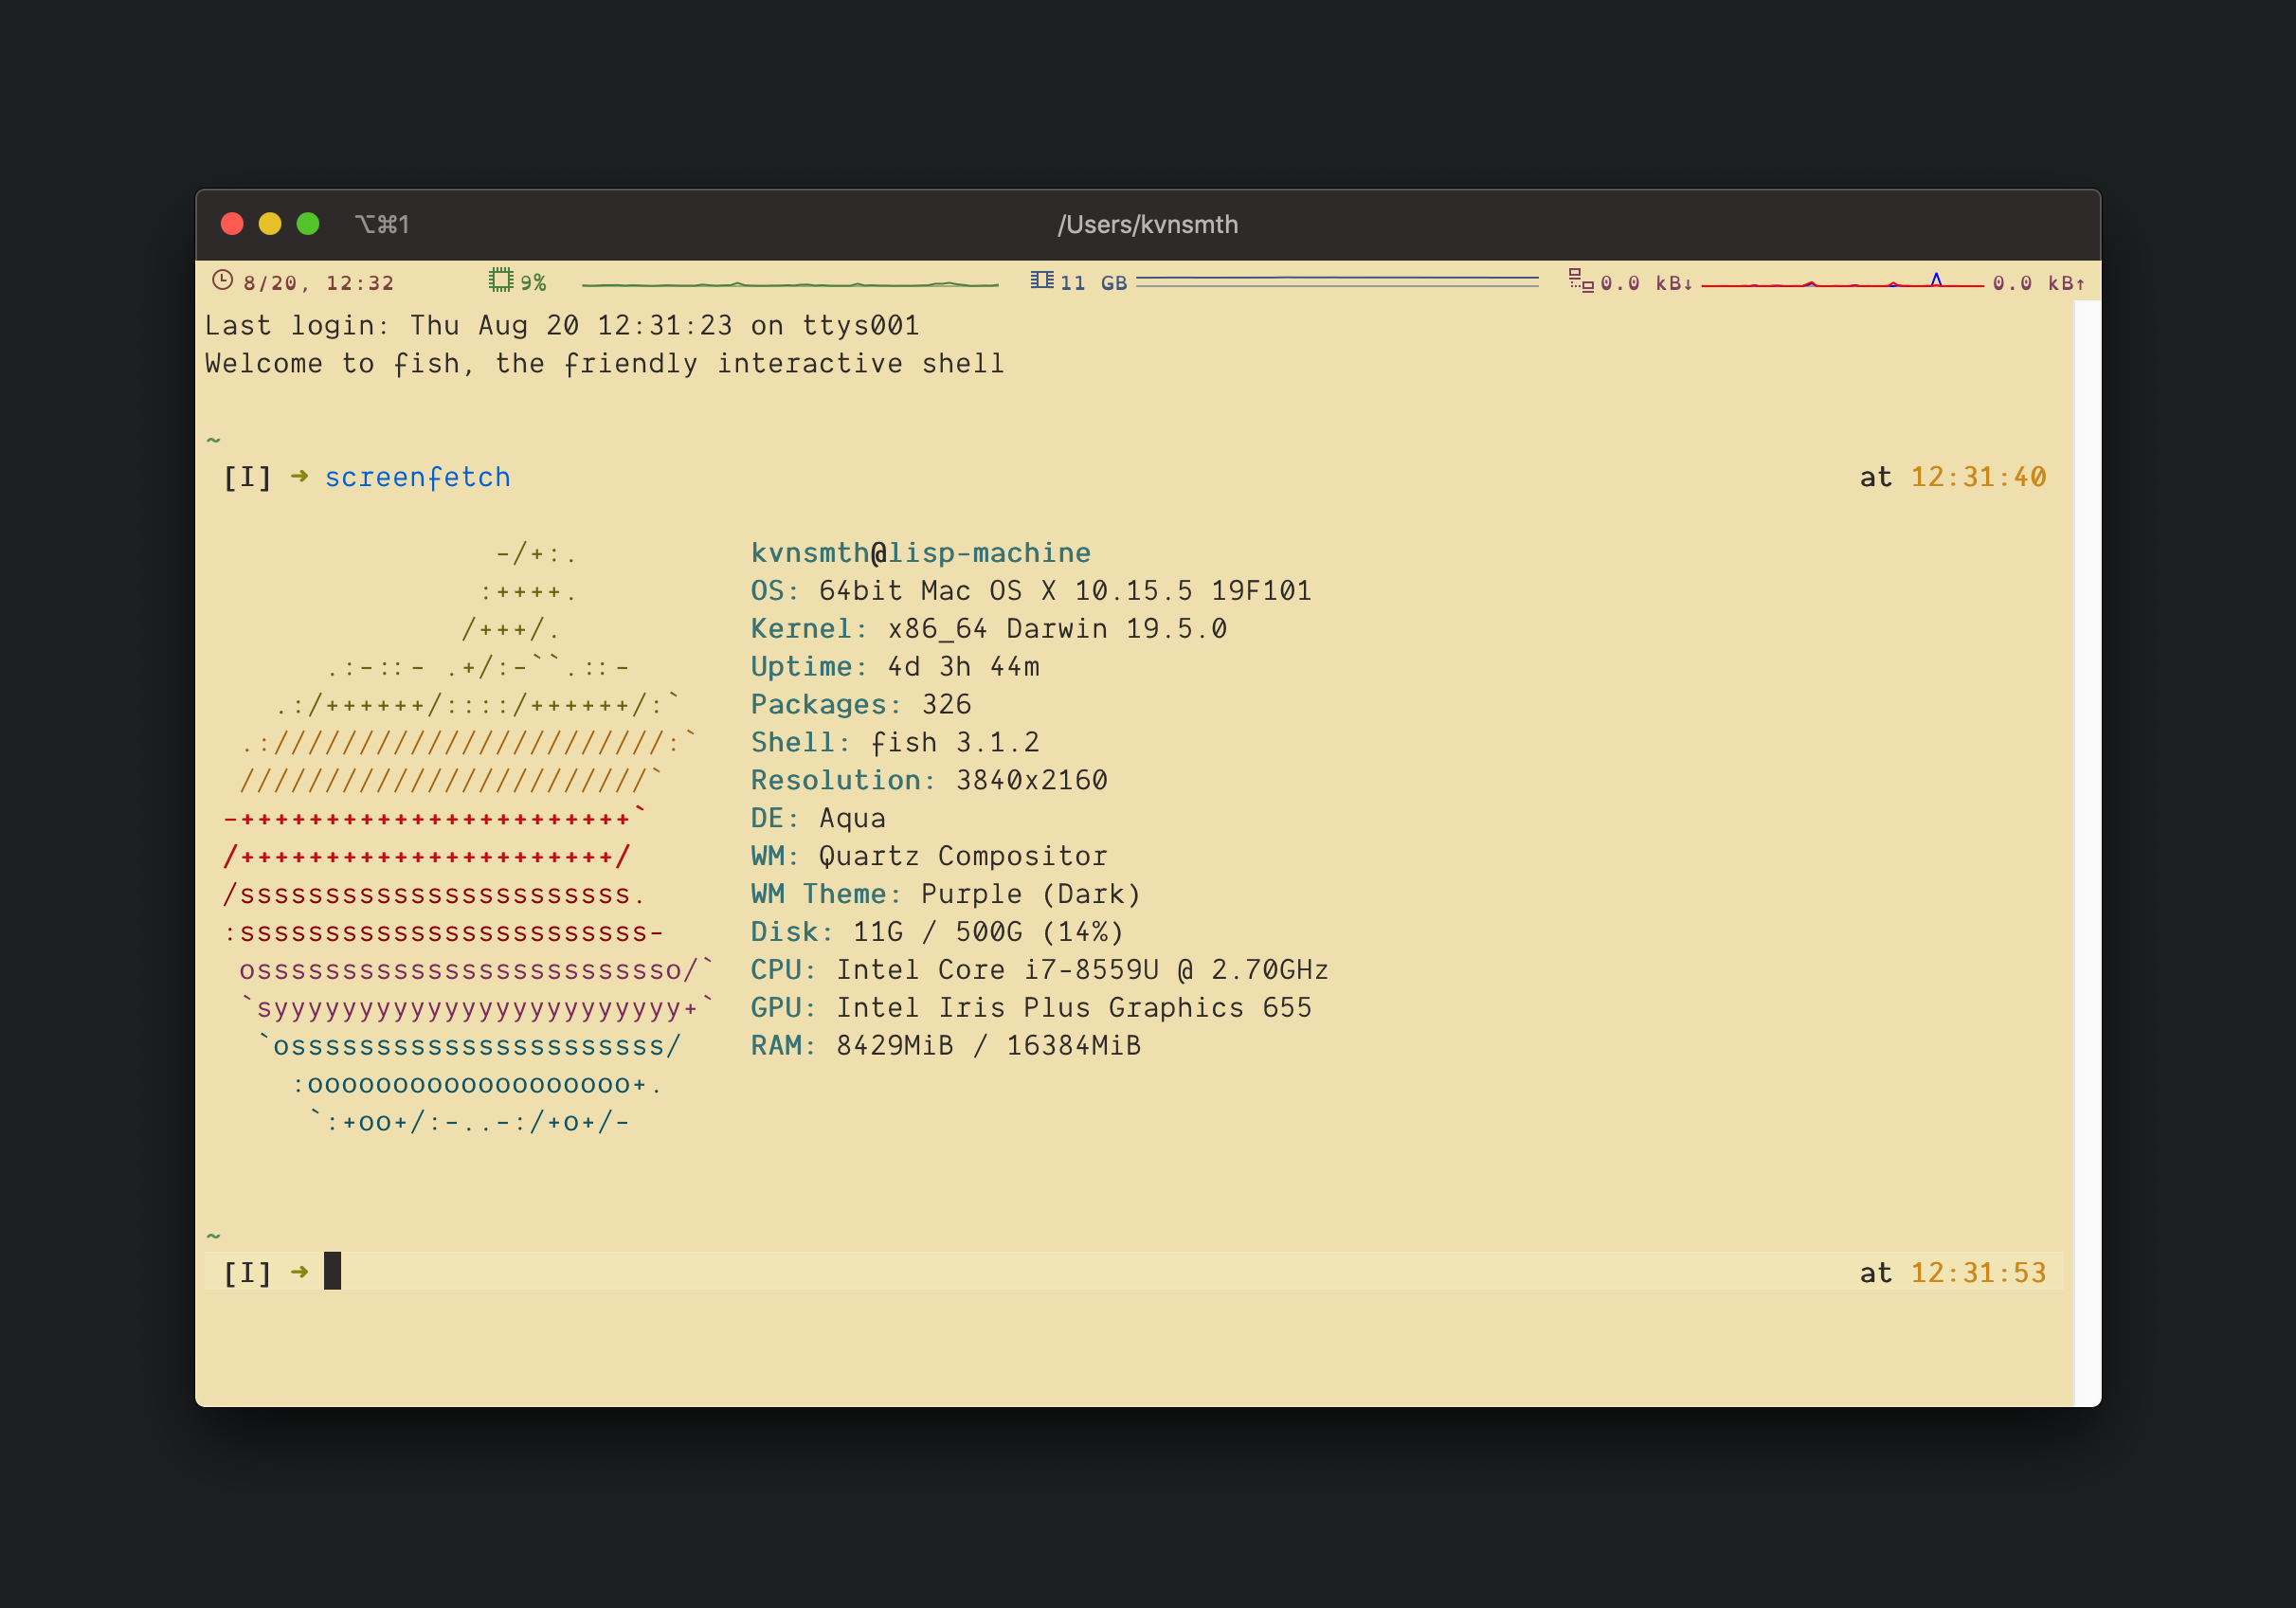 ⌥⌘1 /Users/kvnsmth
8/20, 12:32 9% 11 GB 0.0 kB↓ 0.0 kB↑
Last login: Thu Aug 20 12:31:23 on ttys001
Welcome to fish, the friendly interactive shell
~
[I] ➜ screenfetch at 12:31:40
-/+:. kvnsmth@lisp-machine
:++++. OS: 64bit Mac OS X 10.15.5 19F101
/+++/. Kernel: x86_64 Darwin 19.5.0
.:-::- .+/:-``.::- Uptime: 4d 3h 44m
.:/++++++/::::/++++++/:` Packages: 326
.:///////////////////////:` Shell: fish 3.1.2
////////////////////////` Resolution: 3840x2160
-+++++++++++++++++++++++` DE: Aqua
/++++++++++++++++++++++/ WM: Quartz Compositor
/sssssssssssssssssssssss. WM Theme: Purple (Dark)
:ssssssssssssssssssssssss- Disk: 11G / 500G (14%)
osssssssssssssssssssssssso/` CPU: Intel Core i7-8559U @ 2.70GHz
`syyyyyyyyyyyyyyyyyyyyyyyy+` GPU: Intel Iris Plus Graphics 655
`ossssssssssssssssssssss/ RAM: 8429MiB / 16384MiB
:ooooooooooooooooooo+.
`:+oo+/:-..-:/+o+/-
~
[I] ➜ at 12:31:53